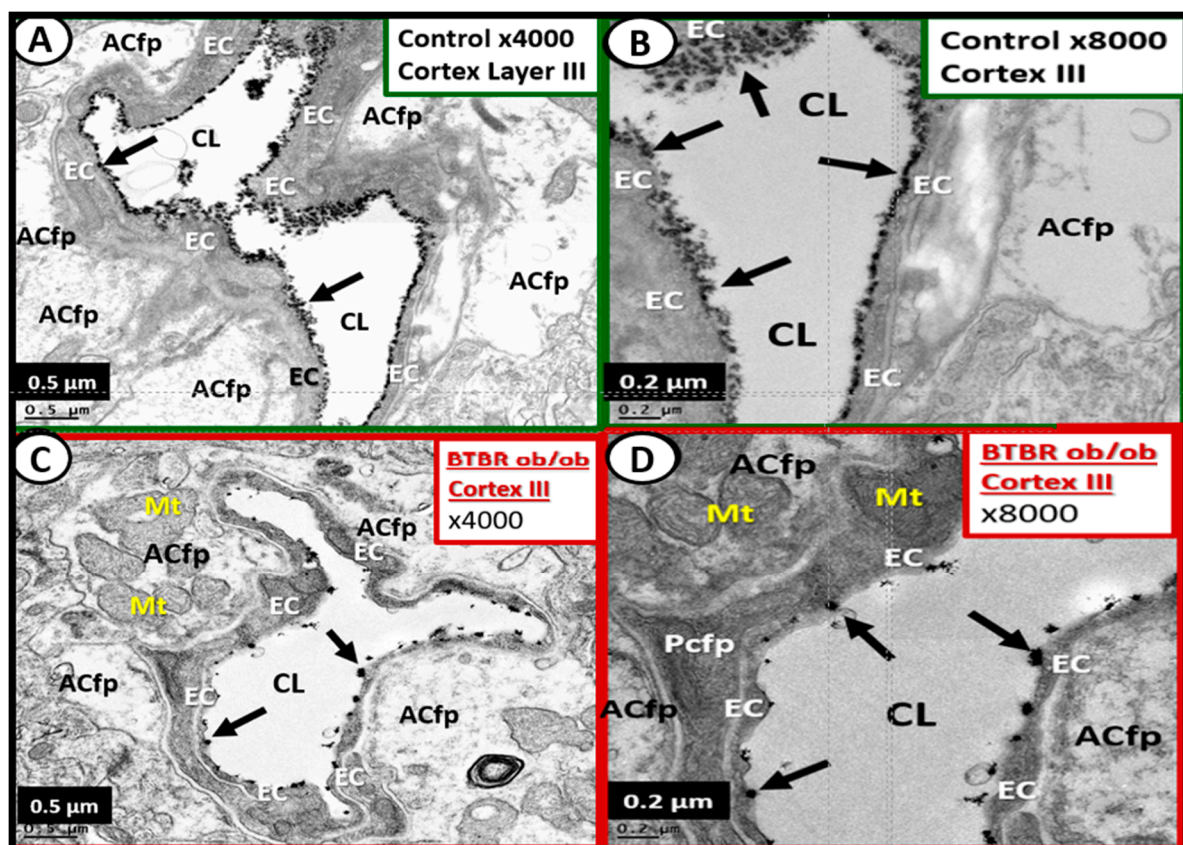 A
ACfp
EC
Control x4000
Cortex Layer III
CL
EC
ACfp
EC
EC
ACfp
EC
ACfp
ACfp
CL
ACfp
EC
EC
0.5 µm
0.5 µm
B
EC
Control x8000
Cortex III
CL
EC
EC
ACfp
EC
CL
EC
0.2 µm
0.2 µm
C
BTBR ob/ob
Cortex III
x4000
Mt
ACfp
ACfp
EC
Mt
EC
ACfp
EC
CL
ACfp
EC
EC
0.5 µm
0.5 µm
D
ACfp
BTBR ob/ob
Cortex III
x8000
Mt
Mt
EC
Pcfp
EC
ACfp
EC
CL
ACfp
EC
0.2 µm
0.2 µm